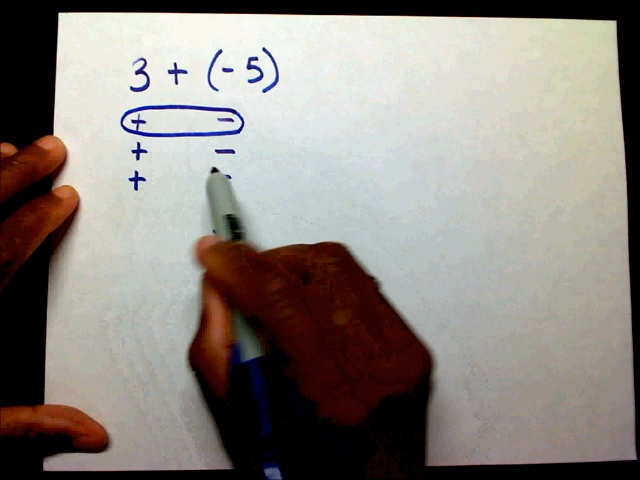 3 + (-5)
+ -
+ -
+ -